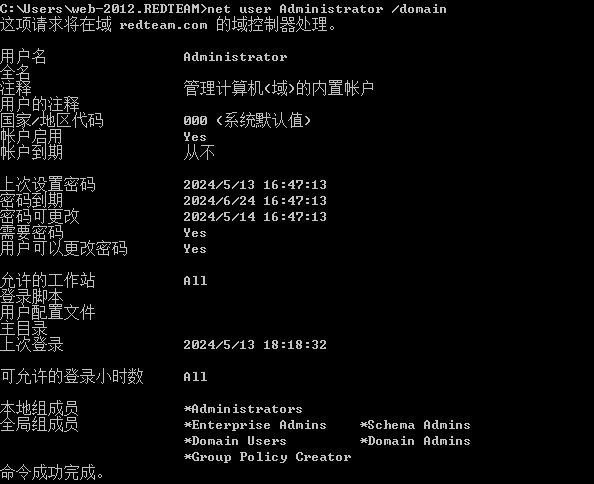 C:\Users\web-2012.REDTEAM>net user Administrator /domain
这项请求将在域 redteam.com 的域控制器处理。
用户名 Administrator
全名
注释 管理计算机(域)的内置帐户
用户的注释
国家/地区代码 000 (系统默认值)
帐户启用 Yes
帐户到期 从不
上次设置密码 2024/5/13 16:47:13
密码到期 2024/6/24 16:47:13
密码可更改 2024/5/14 16:47:13
需要密码 Yes
用户可以更改密码 Yes
允许的工作站 All
登录脚本
用户配置文件
主目录
上次登录 2024/5/13 18:18:32
可允许的登录小时数 All
本地组成员 *Administrators
全局组成员 *Enterprise Admins *Schema Admins
*Domain Users *Domain Admins
*Group Policy Creator
命令成功完成。